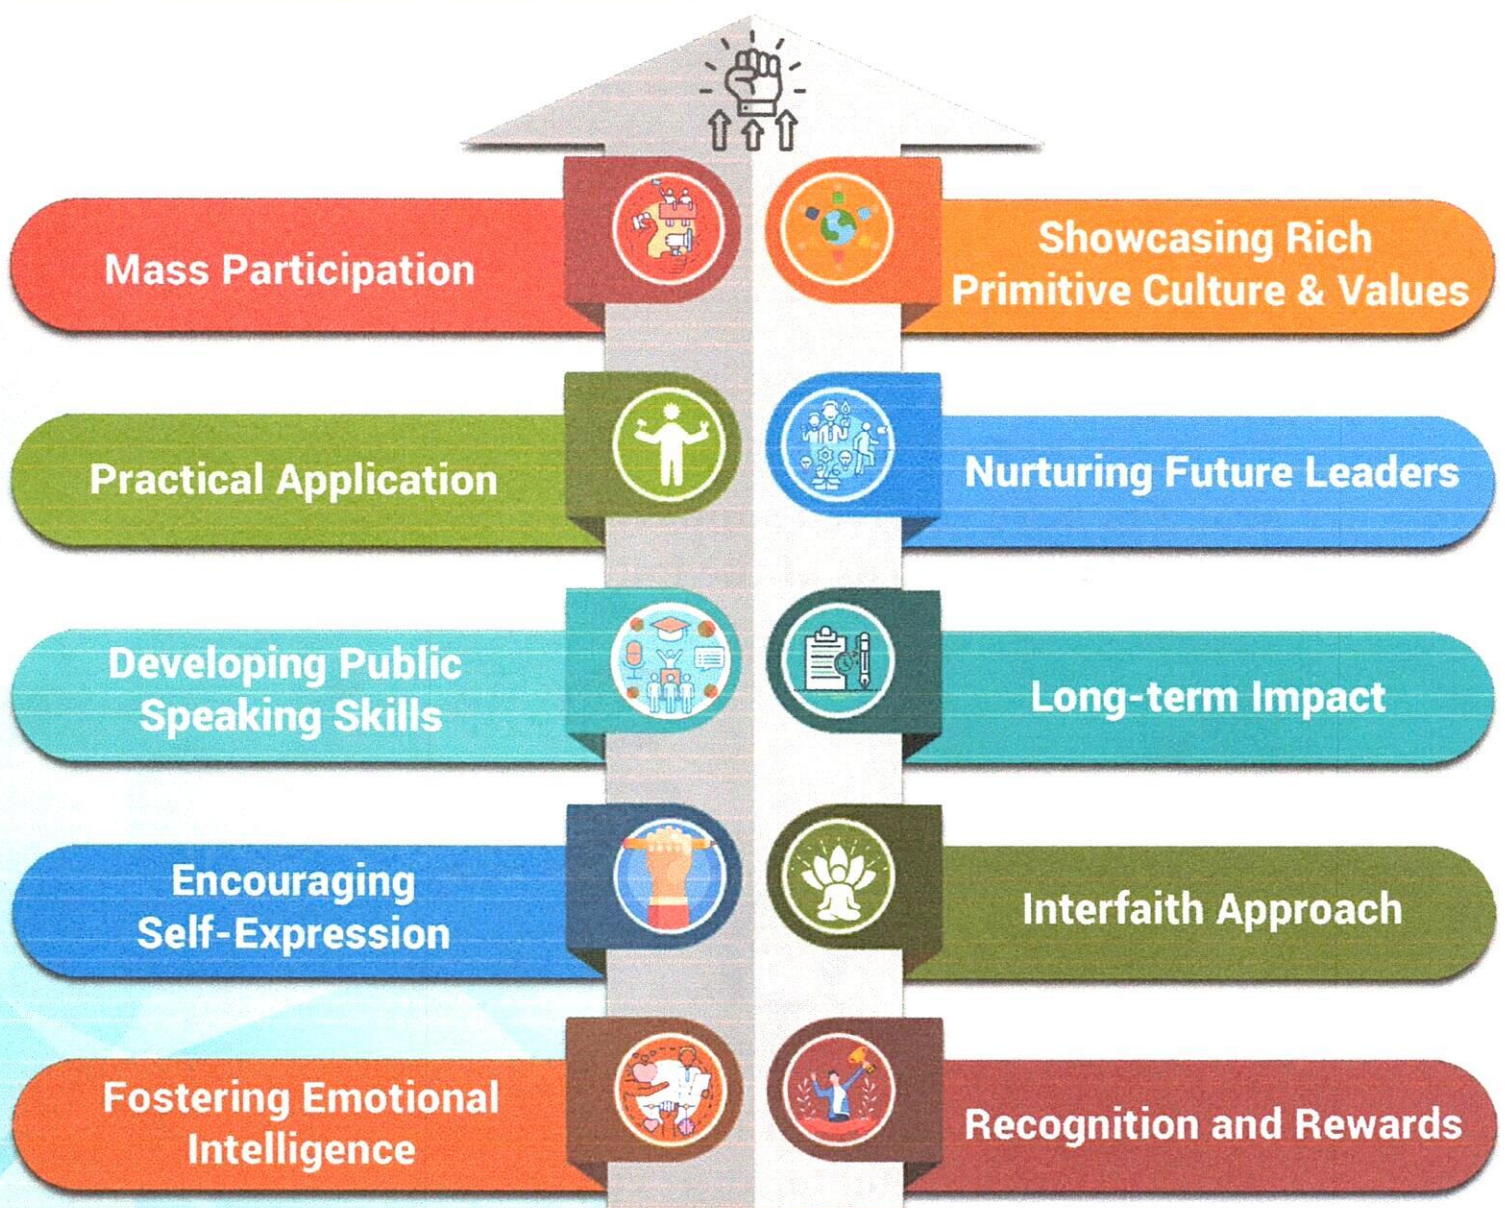 Mass Participation
Showcasing Rich
Primitive Culture & Values
Practical Application
Nurturing Future Leaders
Developing Public
Speaking Skills
Long-term Impact
Encouraging
Self-Expression
Interfaith Approach
Fostering Emotional
Intelligence
Recognition and Rewards